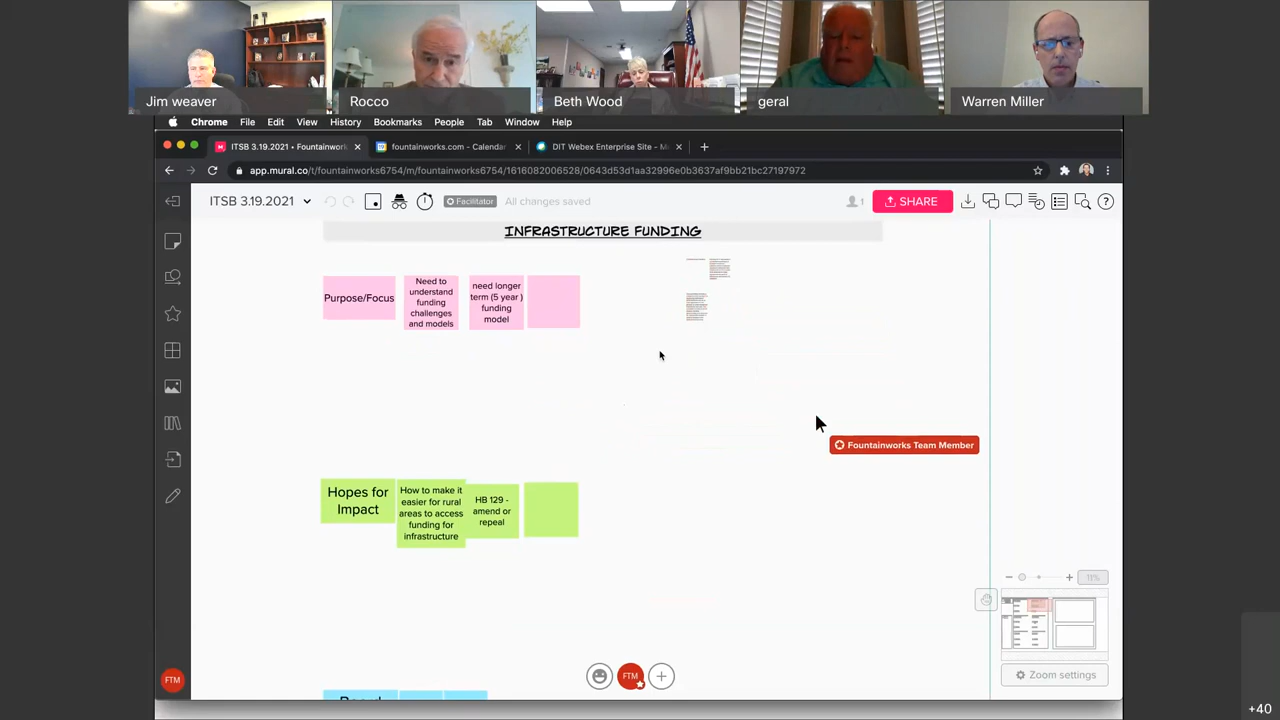 Jim weaver
Rocco
Beth Wood
geral
Warren Miller
Chrome File Edit View History Bookmarks People Tab Window Help
ITSB 3.19.2021 • Fountainwork
fountainworks.com - Calendar
DIT Webex Enterprise Site - M
app.mural.co/t/fountainworks6754/m/fountainworks6754/1616082006528/0643d53d1aa32996e0b3637af9bb21bc27197972
ITSB 3.19.2021
Facilitator
All changes saved
1
SHARE
INFRASTRUCTURE FUNDING
Purpose/Focus
Need to
understand
funding
challenges
and models
need longer
term (5 year )
funding
model
Fountainworks Team Member
Hopes for
Impact
How to make it
easier for rural
areas to access
funding for
infrastructure
HB 129 -
amend or
repeal
11%
Zoom settings
FTM
FTM
Board
+40